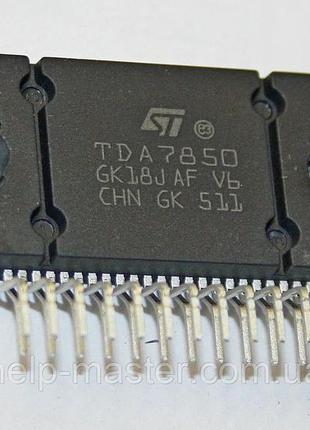 ST
TDA7850
GK18J AF V6
CHN GK 511
help-master.com.ua